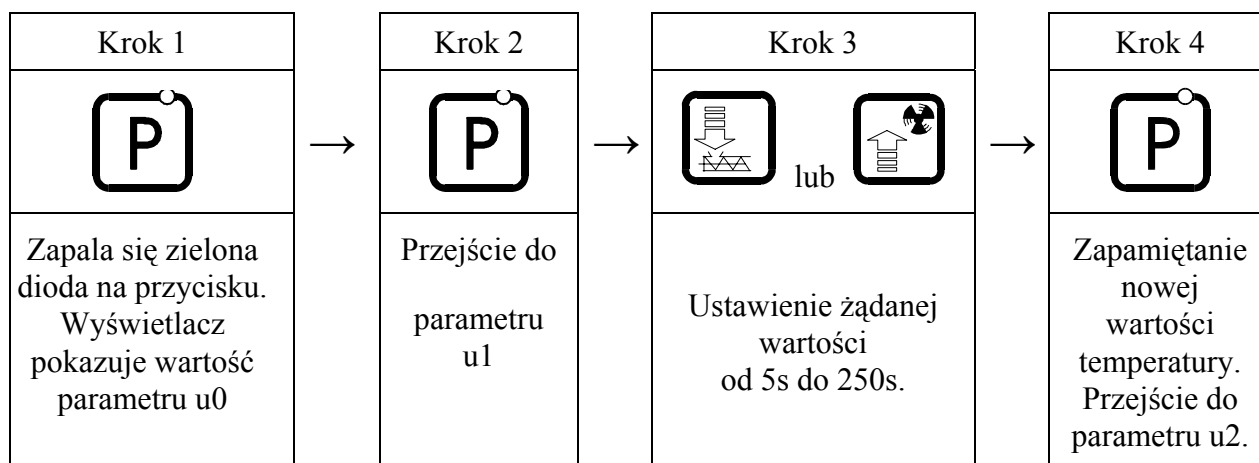 Krok 1
P
Zapala się zielona
dioda na przycisku.
Wyświetlacz
pokazuje wartość
parametru u0
→
Krok 2
P
Przejście do
parametru
u1
→
Krok 3
lub
Ustawienie żądanej
wartości
od 5s do 250s.
→
Krok 4
P
Zapamiętanie
nowej
wartości
temperatury.
Przejście do
parametru u2.